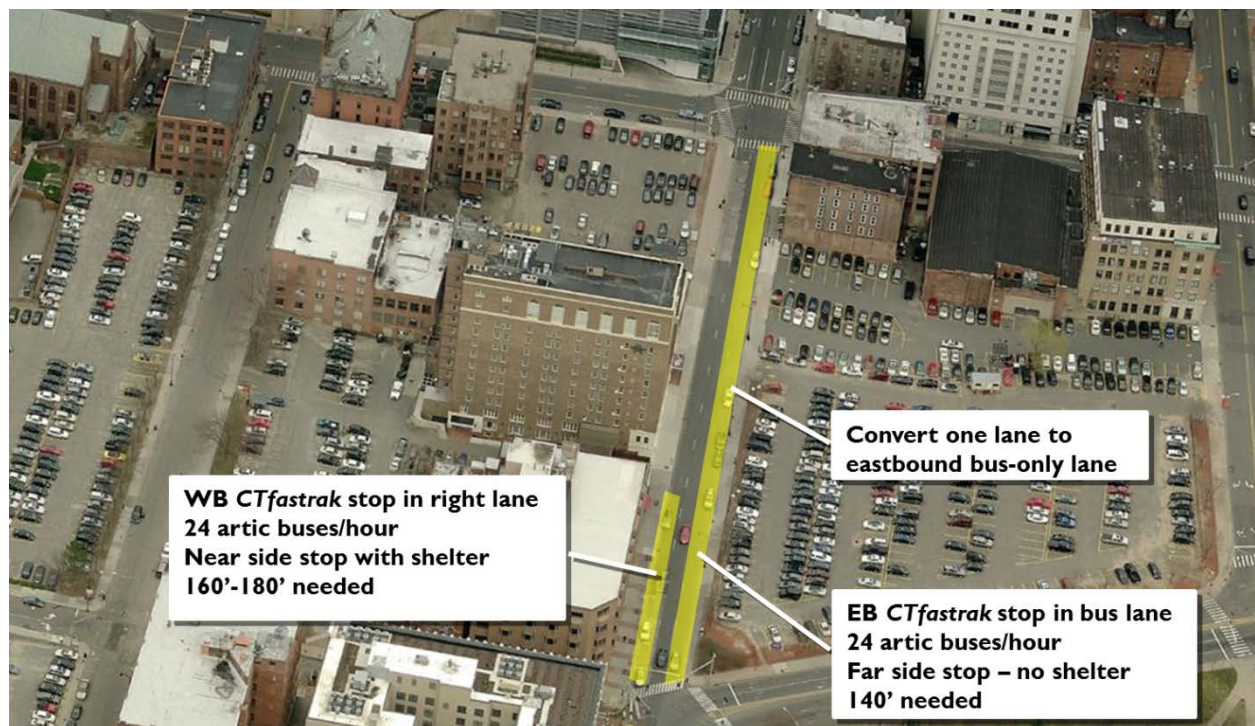 Convert one lane to
eastbound bus-only lane
WB CTfastrak stop in right lane
24 artic buses/hour
Near side stop with shelter
160’-180’ needed
EB CTfastrak stop in bus lane
24 artic buses/hour
Far side stop – no shelter
140’ needed